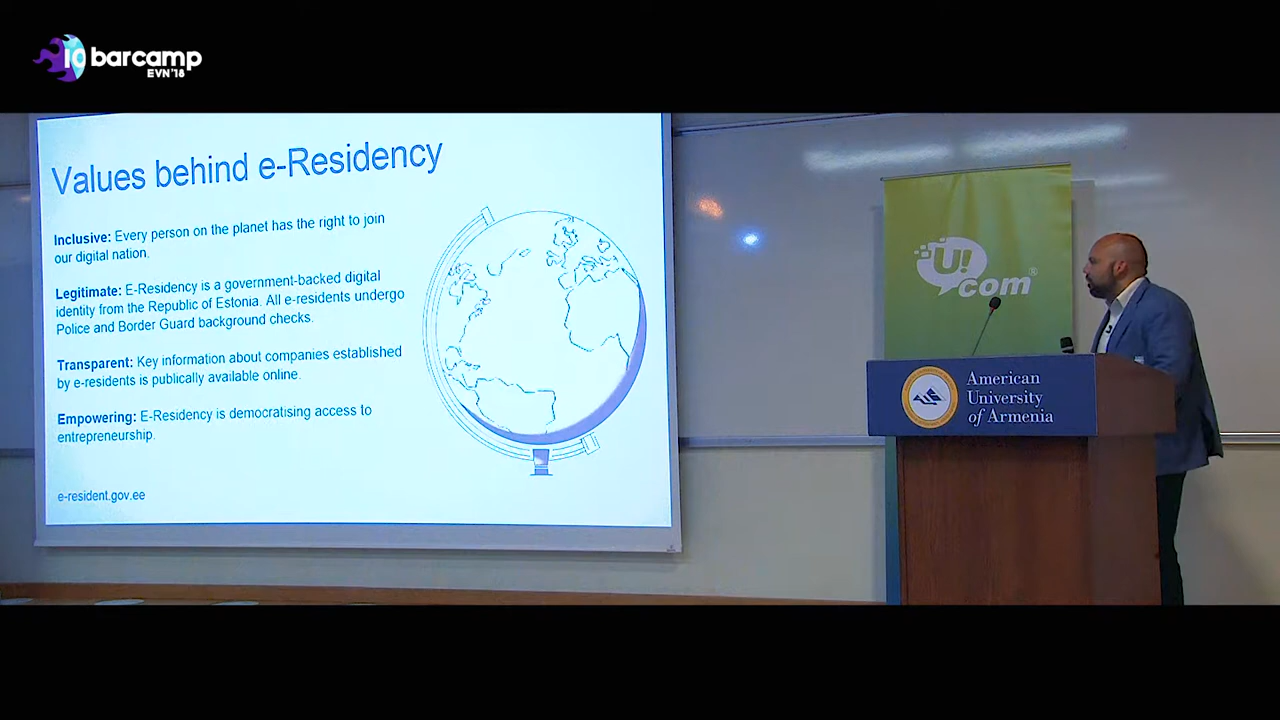 10 barcamp
EVN'18
Values behind e-Residency
Inclusive: Every person on the planet has the right to join
our digital nation.
Legitimate: E-Residency is a government-backed digital
identity from the Republic of Estonia. All e-residents undergo
Police and Border Guard background checks.
Transparent: Key information about companies established
by e-residents is publically available online.
Empowering: E-Residency is democratising access to
entrepreneurship.
e-resident.gov.ee
U!
com®
American
University
of Armenia